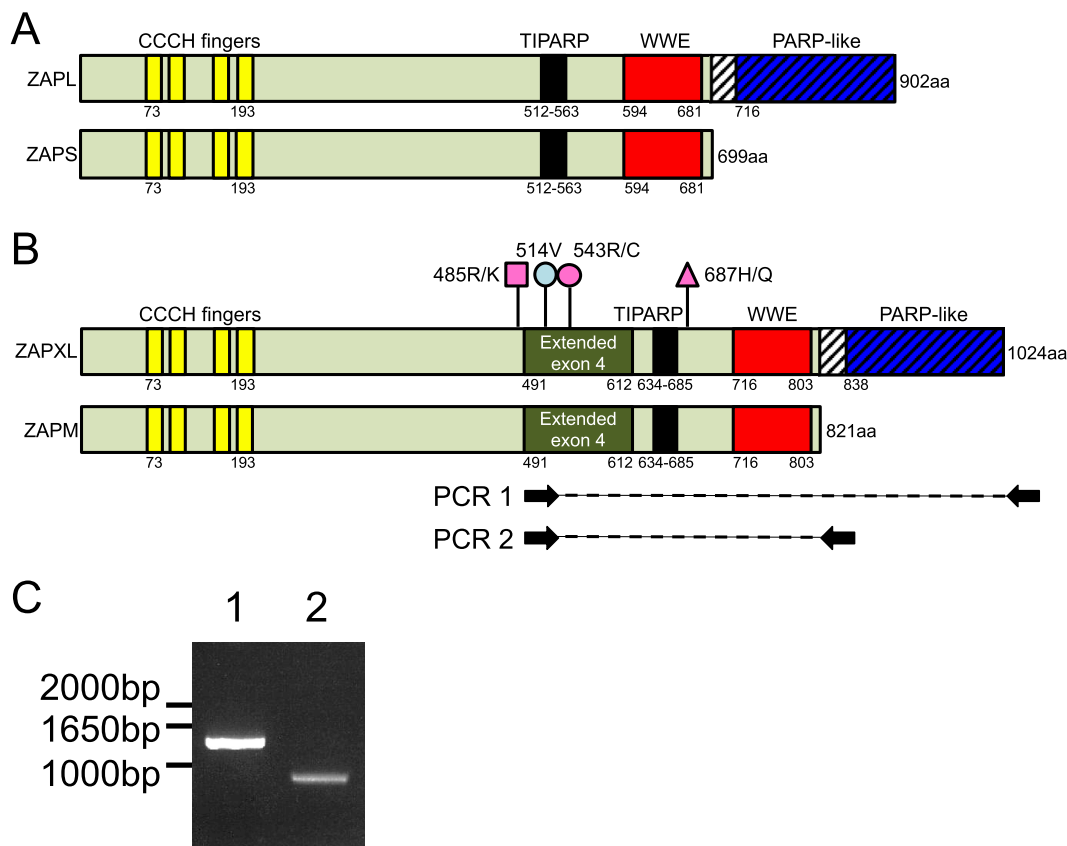 A
CCCH fingers TIPARP WWE PARP-like
ZAPL 902aa
73 193 512-563 594 681 716
ZAPS 699aa
73 193 512-563 594 681
B
514V 543R/C
485R/K 687H/Q
CCCH fingers TIPARP WWE PARP-like
ZAPXL Extended exon 4 1024aa
73 193 491 612 634-685 716 803 838
ZAPM Extended exon 4 821aa
73 193 491 612 634-685 716 803
PCR 1
PCR 2
C
1 2
2000bp
1650bp
1000bp